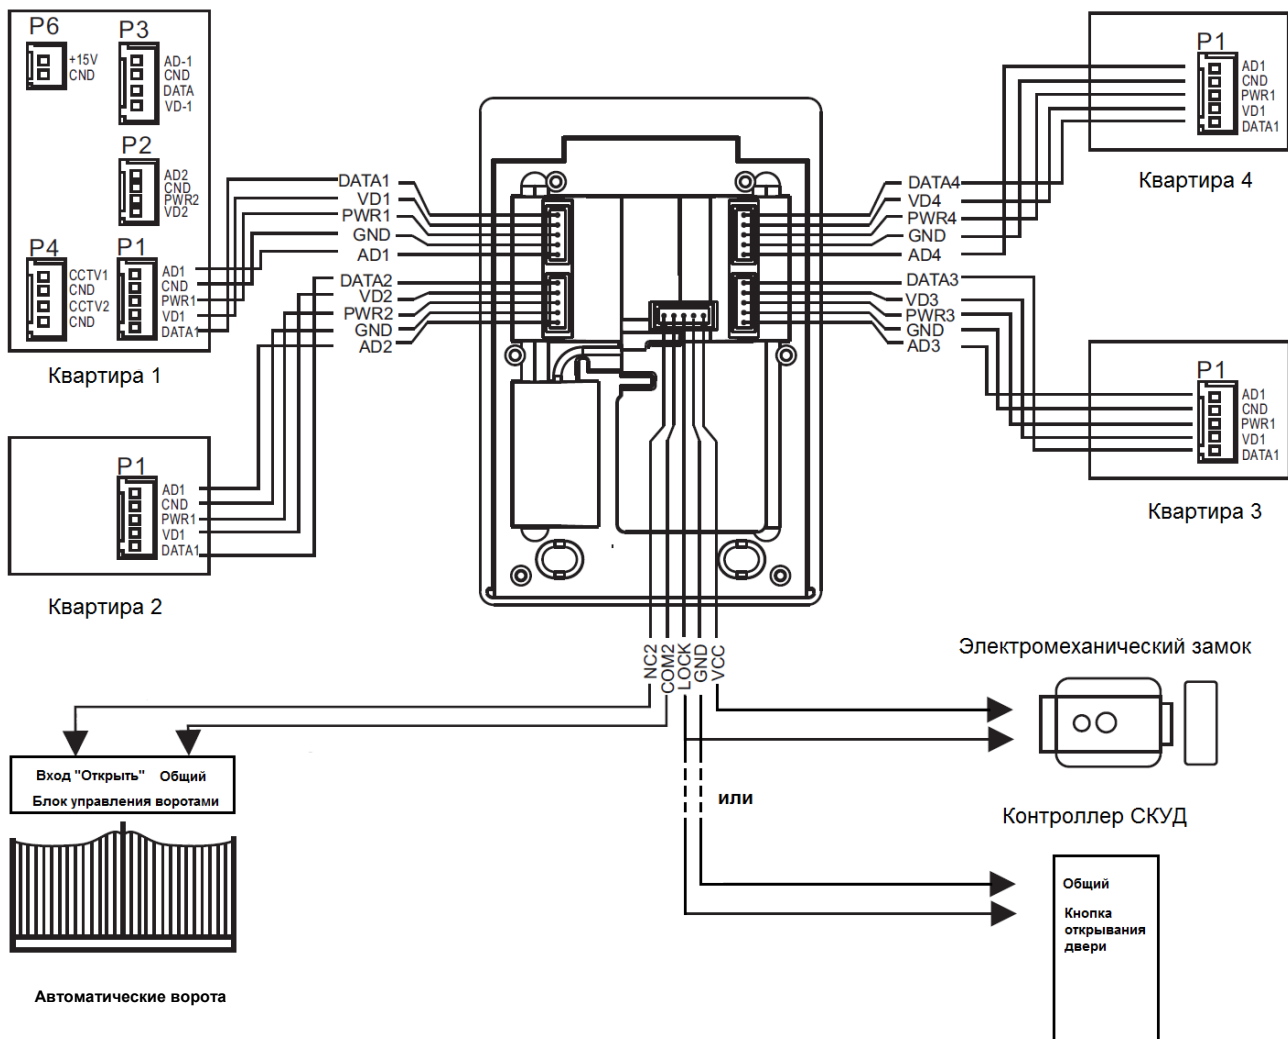 P6
+15V
CND
P3
AD-1
CND
DATA
VD-1
P2
AD2
CND
PWR2
VD2
P4
CCTV1
CND
CCTV2
CND
P1
AD1
CND
PWR1
VD1
DATA1
Квартира 1
P1
AD1
CND
PWR1
VD1
DATA1
Квартира 2
DATA1
VD1
PWR1
GND
AD1
DATA2
VD2
PWR2
GND
AD2
DATA4
VD4
PWR4
GND
AD4
DATA3
VD3
PWR3
GND
AD3
P1
AD1
CND
PWR1
VD1
DATA1
Квартира 4
P1
AD1
CND
PWR1
VD1
DATA1
Квартира 3
NC2
COM2
LOCK
GND
VCC
Электромеханический замок
или
Контроллер СКУД
Общий
Кнопка
открывания
двери
Вход "Открыть" Общий
Блок управления воротами
Автоматические ворота